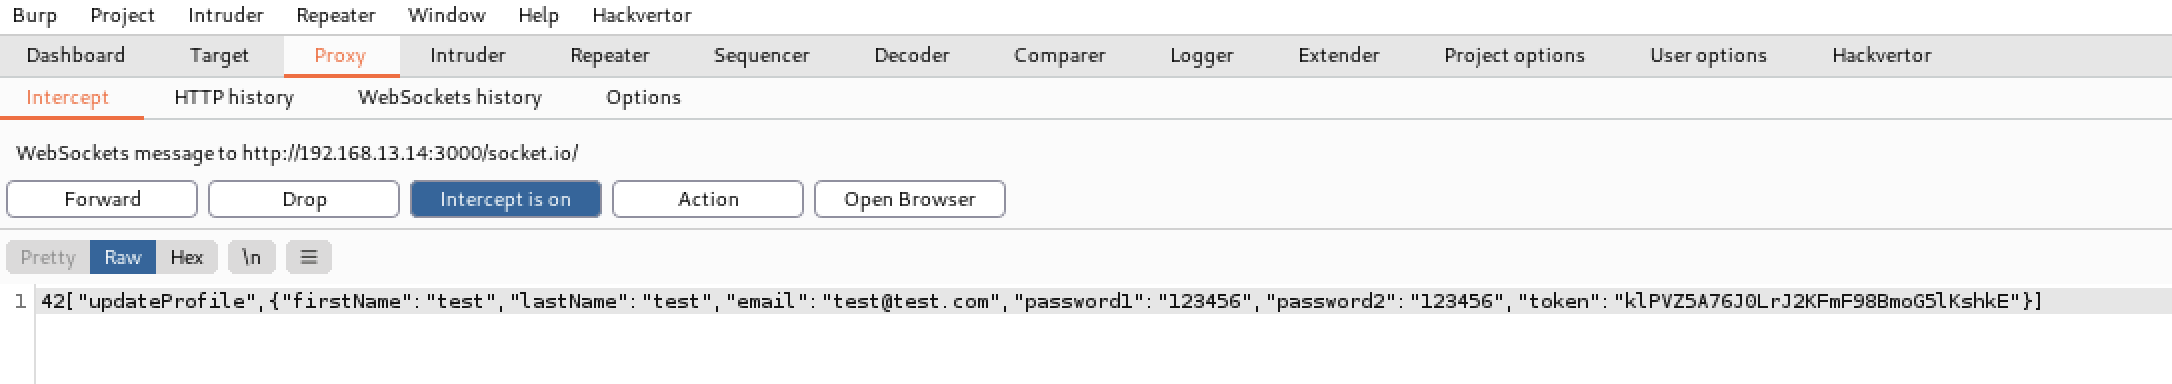 Burp Project Intruder Repeater Window Help Hackvertor
Dashboard Target Proxy Intruder Repeater Sequencer Decoder Comparer Logger Extender Project options User options Hackvertor
Intercept HTTP history WebSockets history Options
WebSockets message to http://192.168.13.14:3000/socket.io/
Forward Drop Intercept is on Action Open Browser
Pretty Raw Hex \n ≡
1 42["updateProfile",{"firstName":"test","lastName":"test","email":"test@test.com","password1":"123456","password2":"123456","token":"klPVZ5A76J0LrJ2KFmF98BmoG5lKshkE"}]